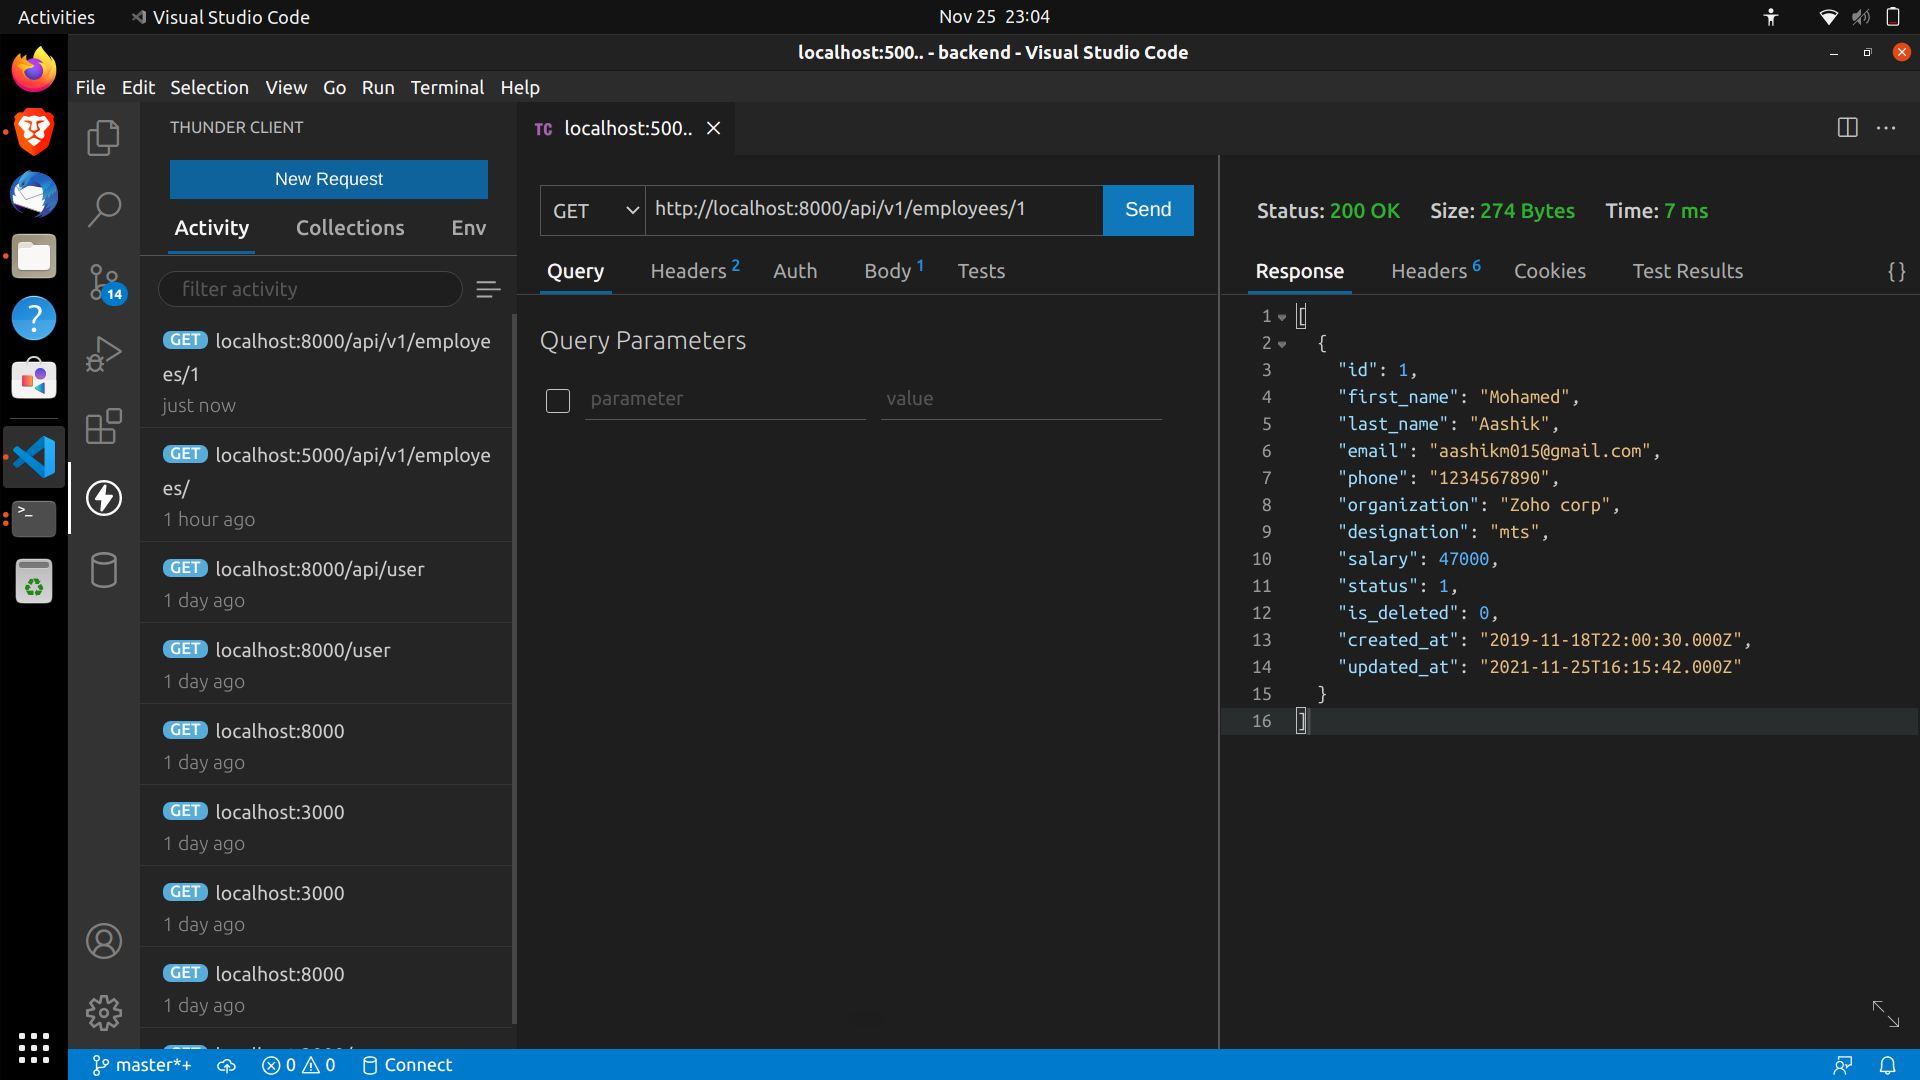 Activities
Visual Studio Code
Nov 25 23:04
localhost:500.. - backend - Visual Studio Code
File Edit Selection View Go Run Terminal Help
THUNDER CLIENT
New Request
Activity Collections Env
filter activity
GET localhost:8000/api/v1/employe
es/1
just now
GET localhost:5000/api/v1/employe
es/
1 hour ago
GET localhost:8000/api/user
1 day ago
GET localhost:8000/user
1 day ago
GET localhost:8000
1 day ago
GET localhost:3000
1 day ago
GET localhost:3000
1 day ago
GET localhost:8000
1 day ago
14
TC localhost:500..
GET http://localhost:8000/api/v1/employees/1 Send
Query Headers 2 Auth Body 1 Tests
Query Parameters
parameter value
Status: 200 OK Size: 274 Bytes Time: 7 ms
Response Headers 6 Cookies Test Results {}
1 [
2 {
3 "id": 1,
4 "first_name": "Mohamed",
5 "last_name": "Aashik",
6 "email": "aashikm015@gmail.com",
7 "phone": "1234567890",
8 "organization": "Zoho corp",
9 "designation": "mts",
10 "salary": 47000,
11 "status": 1,
12 "is_deleted": 0,
13 "created_at": "2019-11-18T22:00:30.000Z",
14 "updated_at": "2021-11-25T16:15:42.000Z"
15 }
16 ]
master*+ 0 0 Connect